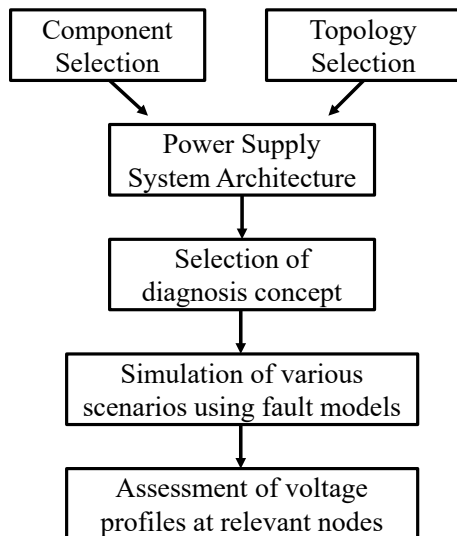 Component
Selection
Topology
Selection
Power Supply
System Architecture
Selection of
diagnosis concept
Simulation of various
scenarios using fault models
Assessment of voltage
profiles at relevant nodes